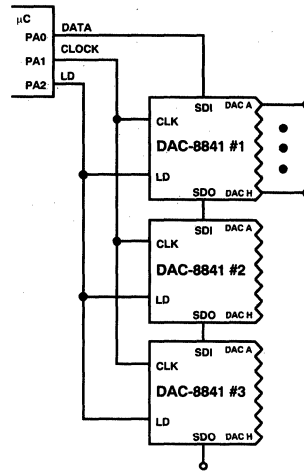 µC
PA0 DATA
PA1 CLOCK
PA2 LD
SDI DAC A
CLK
DAC-8841 #1
LD
SDO DAC H
SDI DAC A
CLK
DAC-8841 #2
LD
SDO DAC H
SDI DAC A
CLK
DAC-8841 #3
LD
SDO DAC H